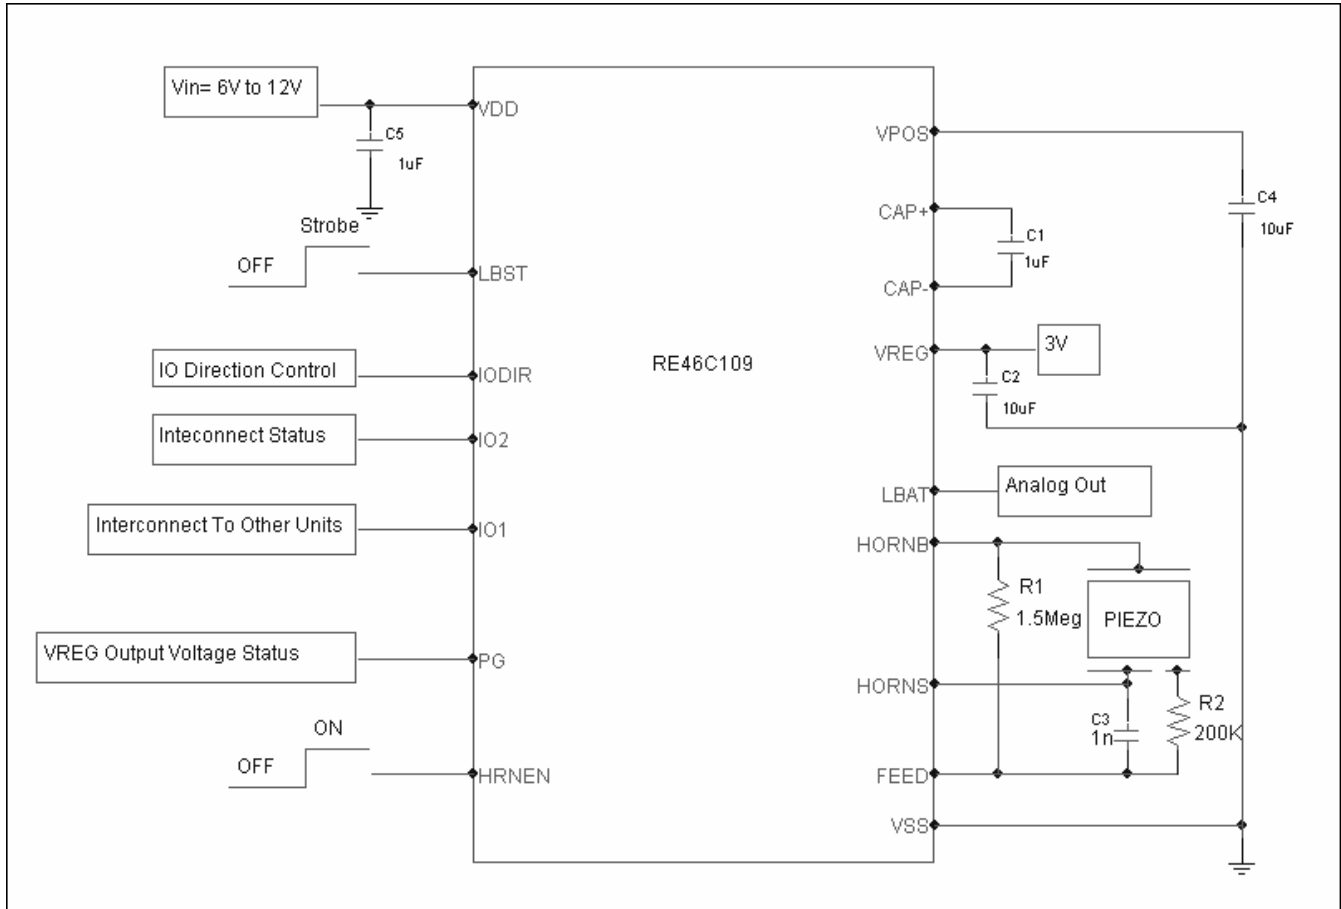 Vin= 6V to 12V
VDD
C5
1uF
Strobe
OFF
LBST
IO Direction Control
IODIR
Inteconnect Status
IO2
Interconnect To Other Units
IO1
VREG Output Voltage Status
PG
ON
OFF
HRNEN
RE46C109
VPOS
CAP+
C1
1uF
CAP-
C4
10uF
VREG
3V
C2
10uF
LBAT
Analog Out
HORNB
R1
1.5Meg
PIEZO
HORNS
C3
1n
R2
200K
FEED
VSS